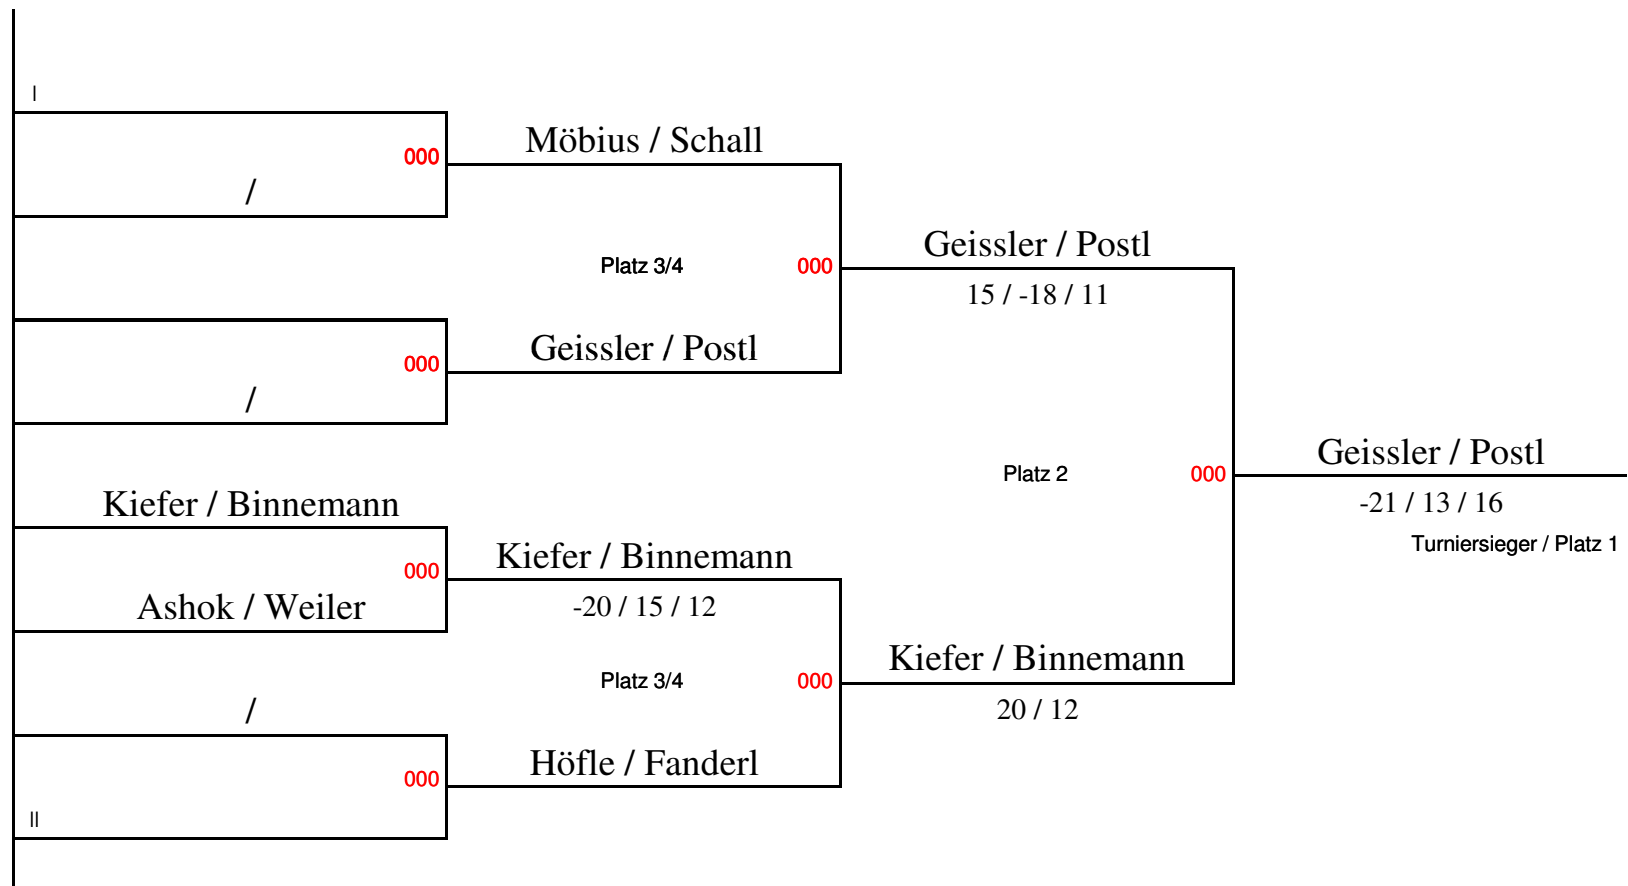 I
Möbius / Schall
000
/
Geissler / Postl
Platz 3/4
000
15 / -18 / 11
Geissler / Postl
000
/
Geissler / Postl
Platz 2
000
-21 / 13 / 16
Kiefer / Binnemann
Turniersieger / Platz 1
Kiefer / Binnemann
000
Ashok / Weiler
-20 / 15 / 12
Kiefer / Binnemann
Platz 3/4
000
/
20 / 12
Höfle / Fanderl
000
II